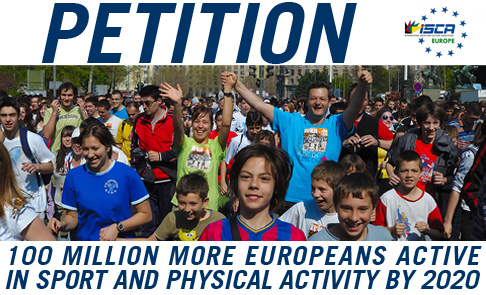 PETITION
ISCA
EUROPE
100 MILLION MORE EUROPEANS ACTIVE
IN SPORT AND PHYSICAL ACTIVITY BY 2020